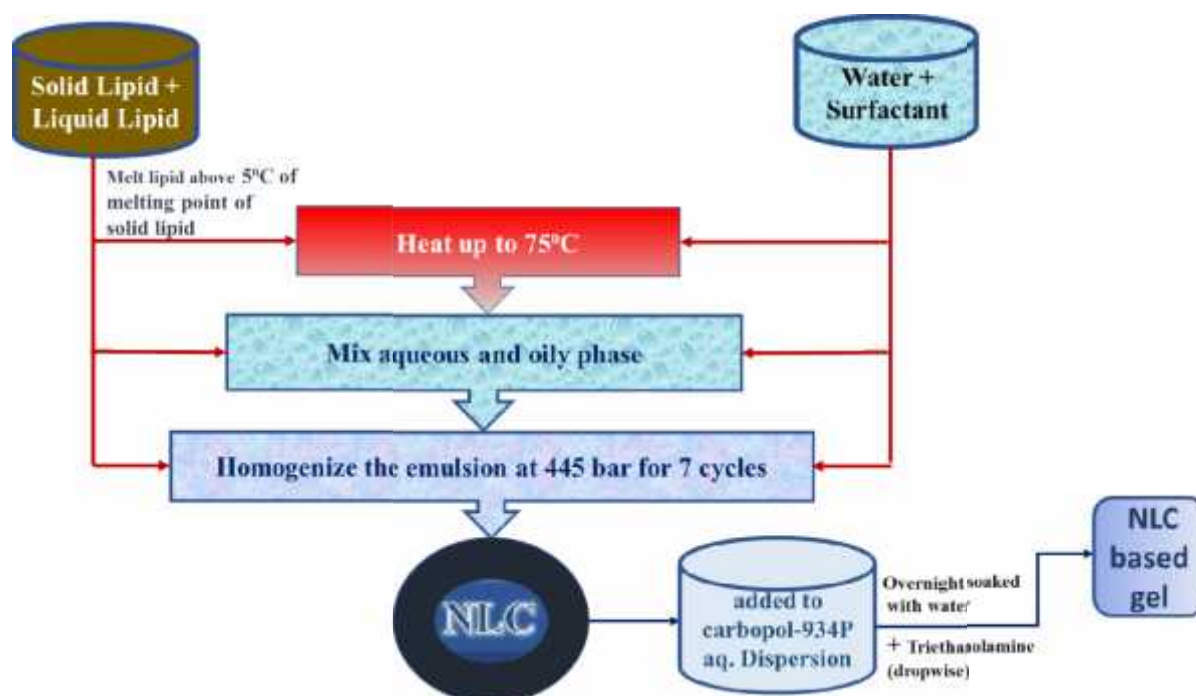 Solid Lipid +
Liquid Lipid
Water +
Surfactant
Melt lipid above 5⁰C of
melting point of
solid lipid
Heat up to 75⁰C
Mix aqueous and oily phase
Homogenize the emulsion at 445 bar for 7 cycles
NLC
added to
carbopol-934P
aq. Dispersion
Overnight soaked
with water
+ Triethanolamine
(dropwise)
NLC
based
gel